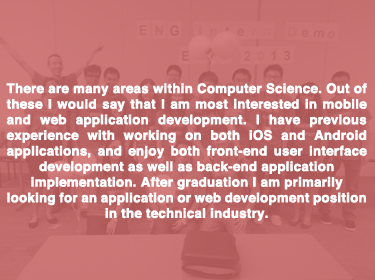 ENG
Demo
2013
There are many areas within Computer Science. Out of
these I would say that I am most interested in mobile
and web application development. I have previous
experience with working on both iOS and Android
applications, and enjoy both front-end user interface
development as well as back-end application
implementation. After graduation I am primarily
looking for an application or web development position
in the technical industry.